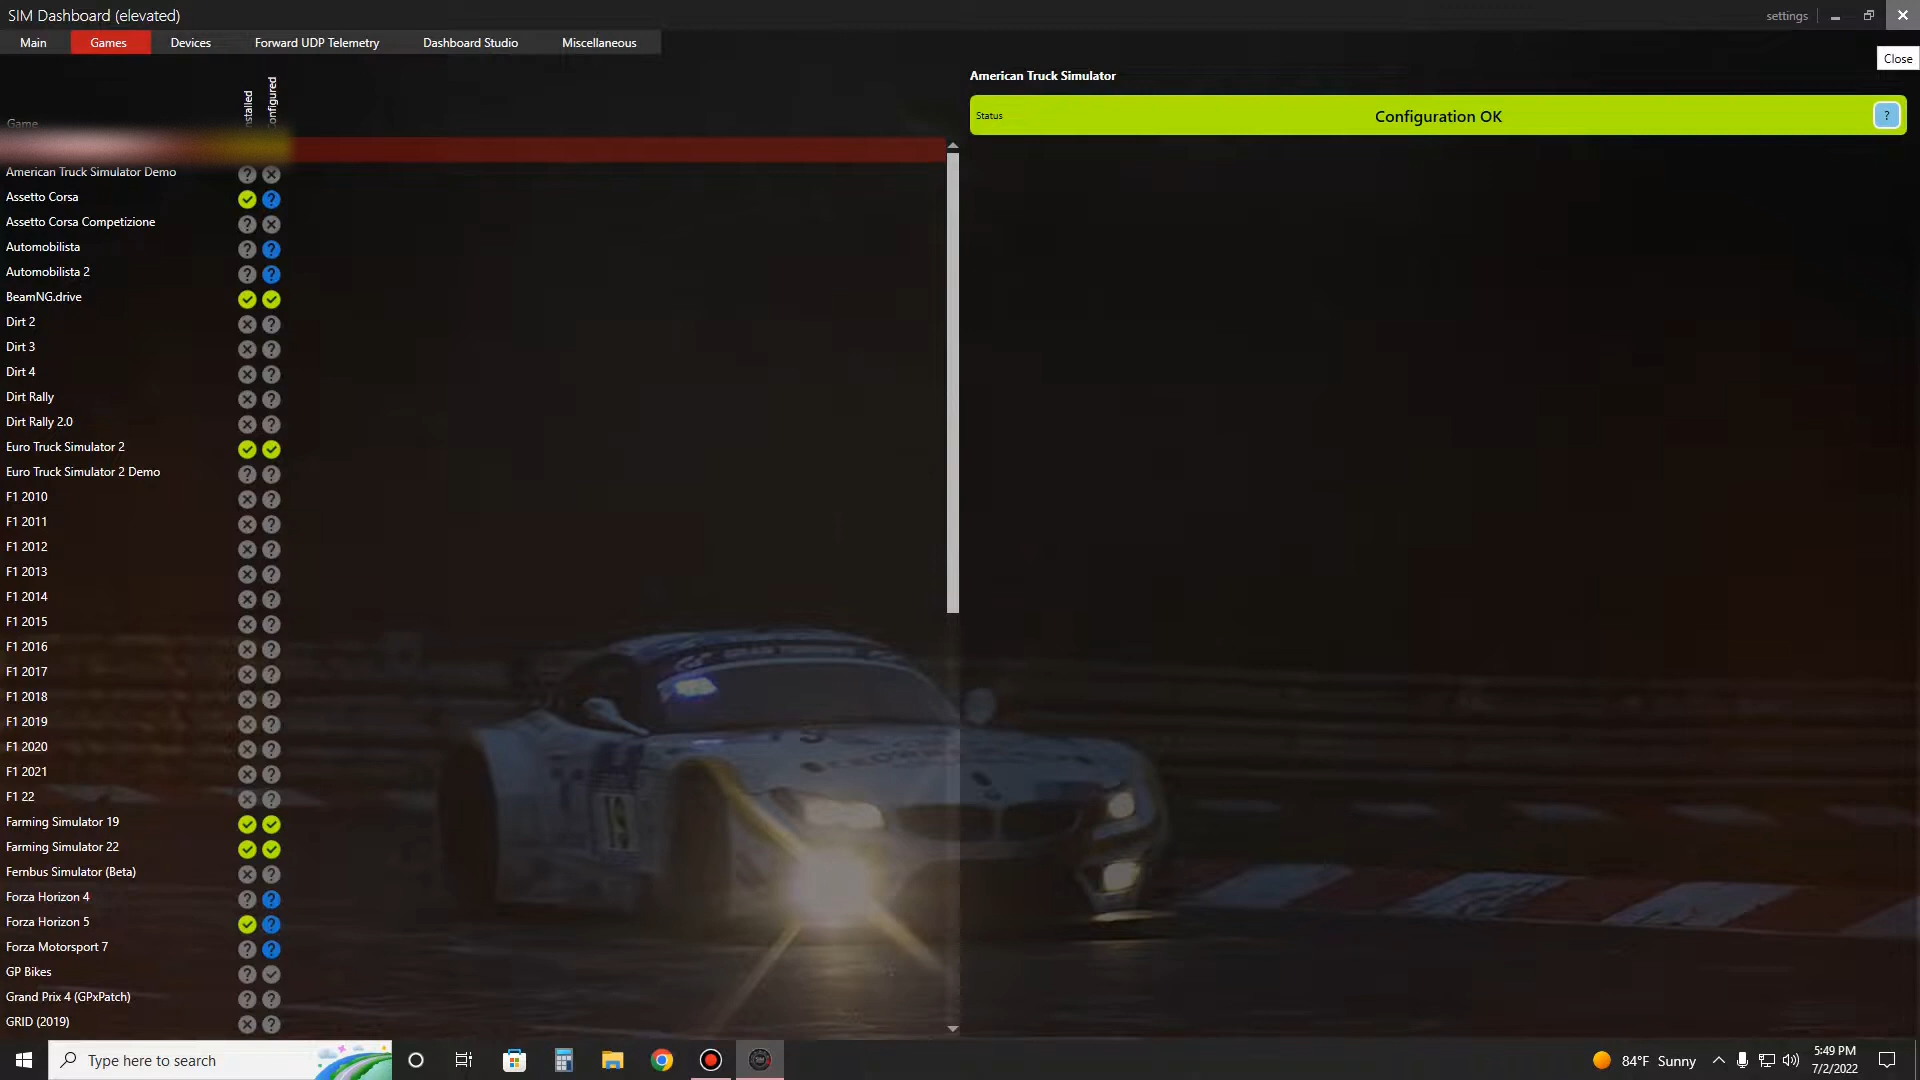 SIM Dashboard (elevated)
settings
Main
Games
Devices
Forward UDP Telemetry
Dashboard Studio
Miscellaneous
Close
Game
American Truck Simulator Demo
Assetto Corsa
Assetto Corsa Competizione
Automobilista
Automobilista 2
BeamNG.drive
Dirt 2
Dirt 3
Dirt 4
Dirt Rally
Dirt Rally 2.0
Euro Truck Simulator 2
Euro Truck Simulator 2 Demo
F1 2010
F1 2011
F1 2012
F1 2013
F1 2014
F1 2015
F1 2016
F1 2017
F1 2018
F1 2019
F1 2020
F1 2021
F1 22
Farming Simulator 19
Farming Simulator 22
Fernbus Simulator (Beta)
Forza Horizon 4
Forza Horizon 5
Forza Motorsport 7
GP Bikes
Grand Prix 4 (GPxPatch)
GRID (2019)
American Truck Simulator
Status
Configuration OK
?
Type here to search
84°F Sunny
5:49 PM
7/2/2022